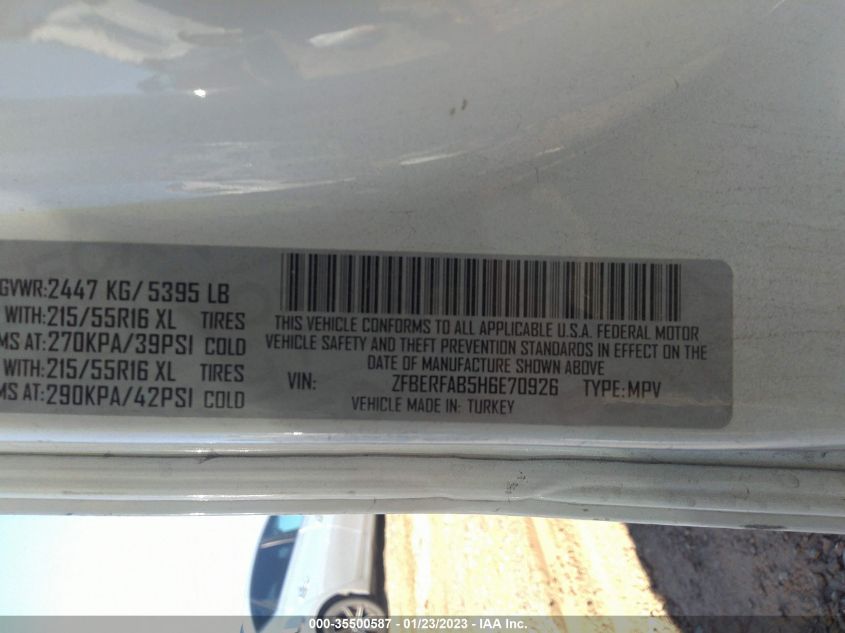 GVWR:2447 KG/ 5395 LB
WITH:215/55R16 XL TIRES
MS AT:270KPA/39PSI COLD
WITH:215/55R16 XL TIRES
MS AT:290KPA/42PSI COLD
THIS VEHICLE CONFORMS TO ALL APPLICABLE U.S.A. FEDERAL MOTOR
VEHICLE SAFETY AND THEFT PREVENTION STANDARDS IN EFFECT ON THE
DATE OF MANUFACTURE SHOWN ABOVE
VIN: ZFBERFAB5H6E70926 TYPE:MPV
VEHICLE MADE IN: TURKEY
000-35500587 - 01/23/2023 - IAA Inc.